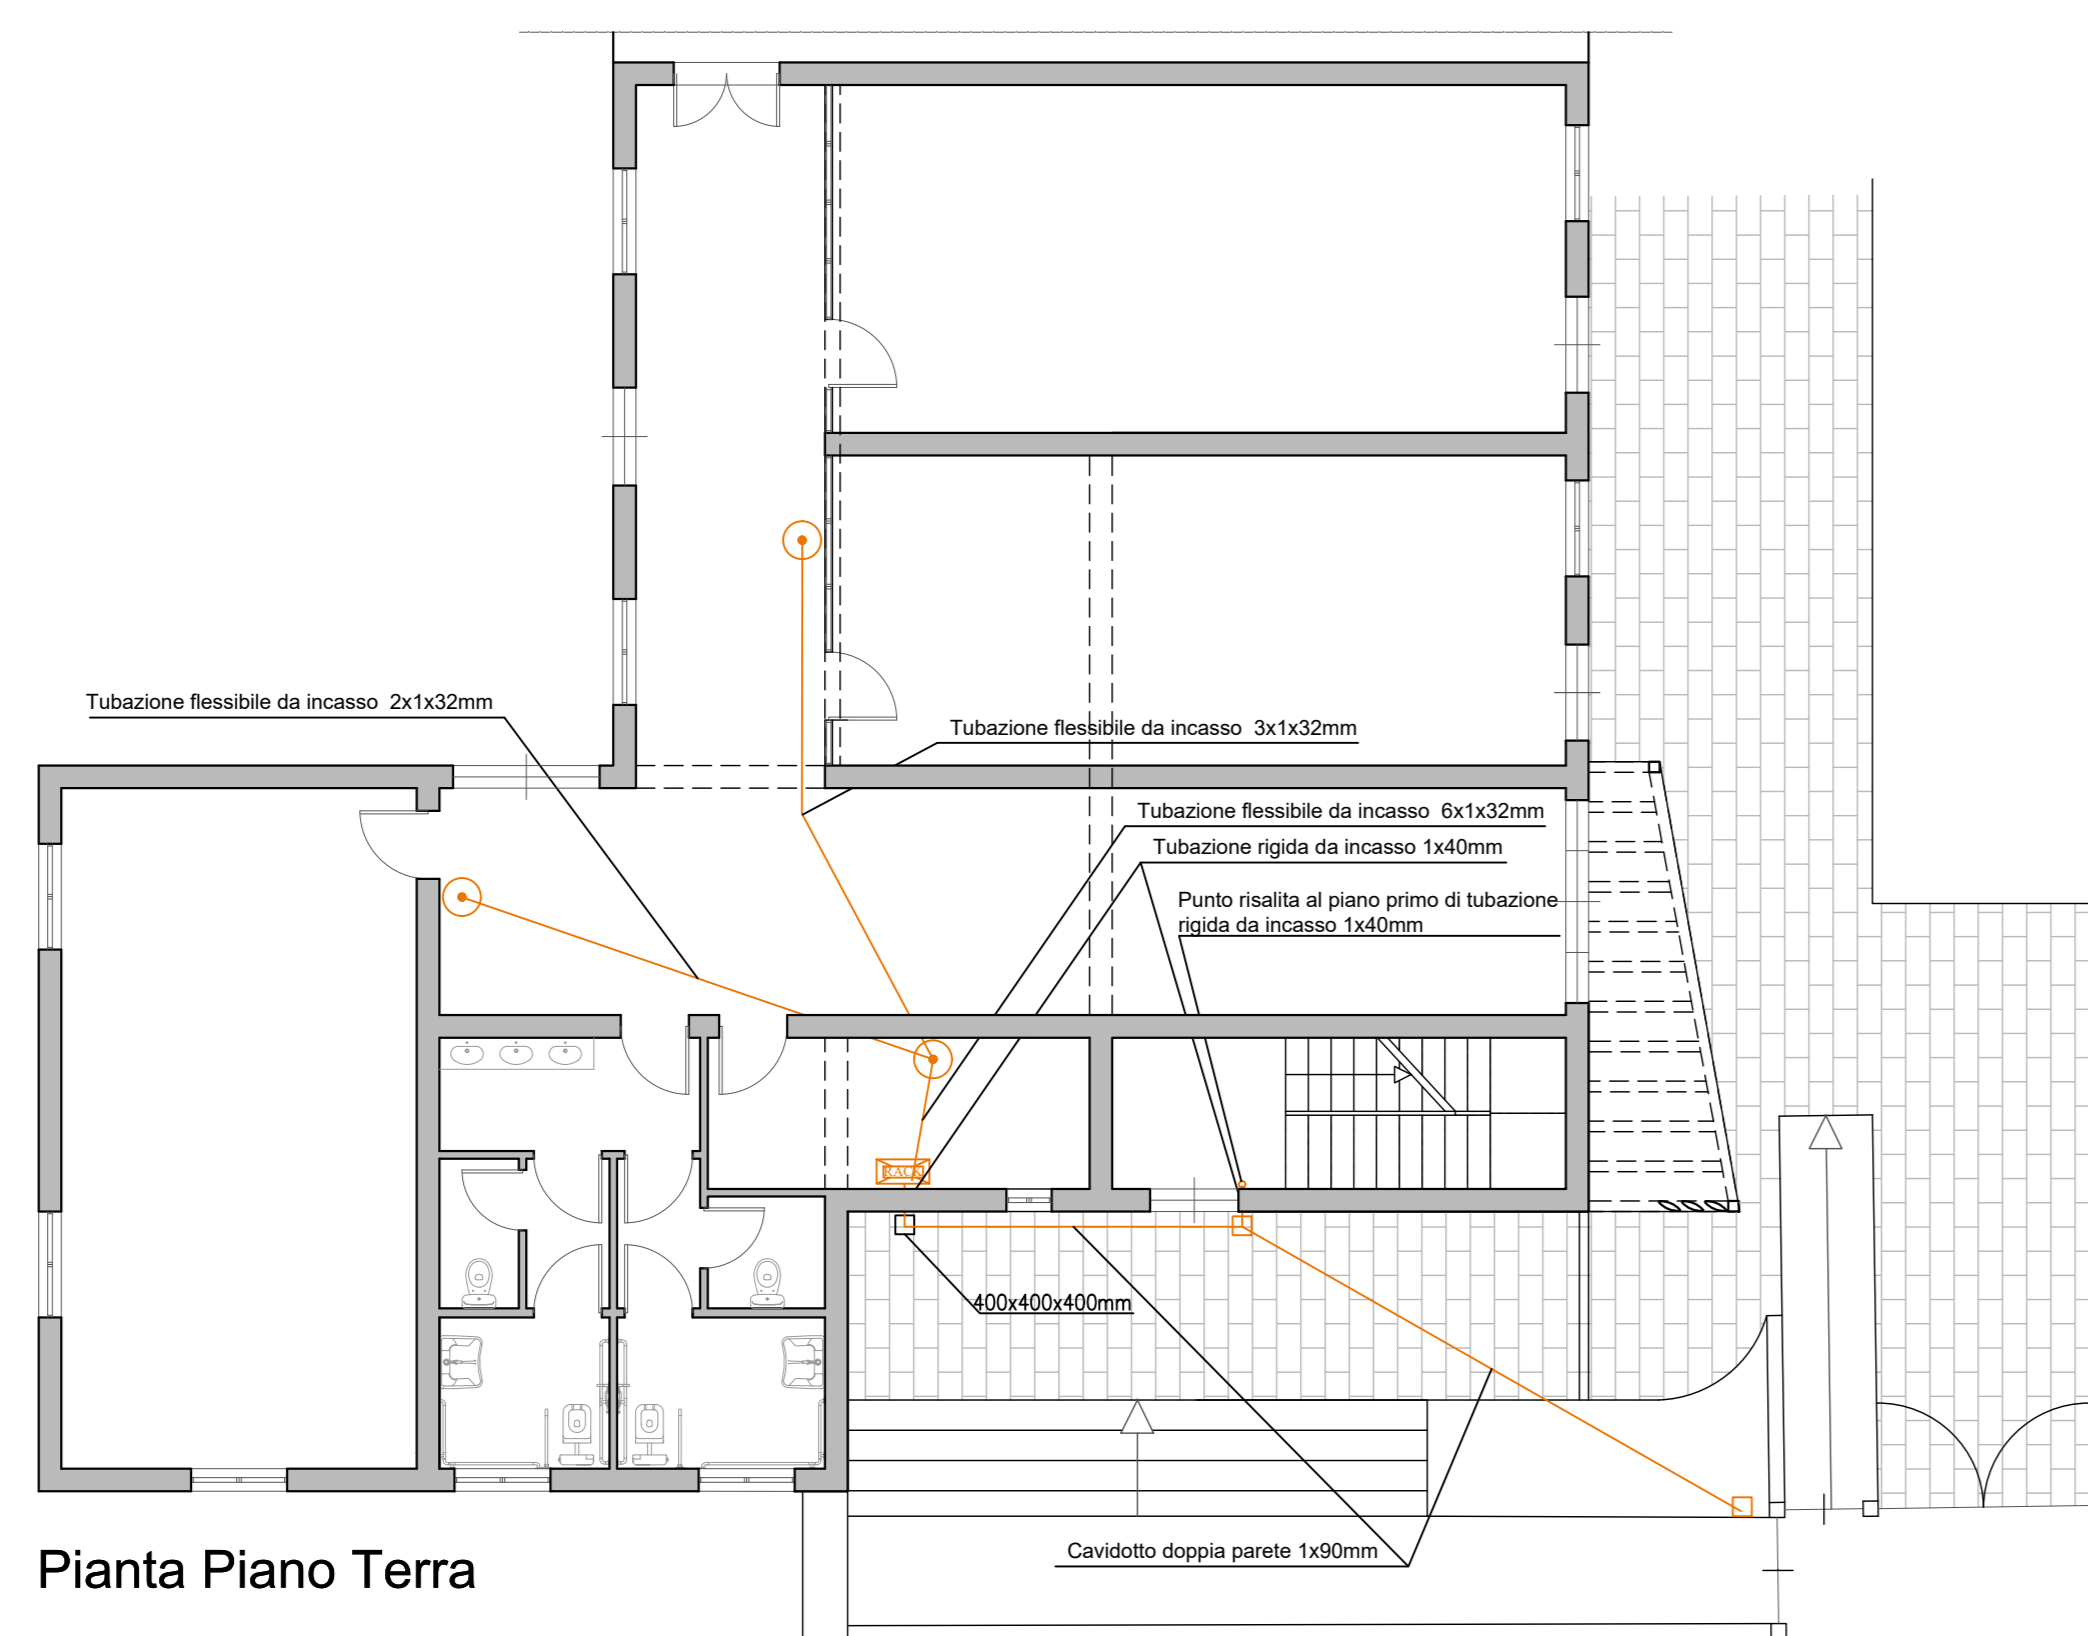 Tubazione flessibile da incasso  2x1x32mm
Tubazione flessibile da incasso  3x1x32mm
Tubazione flessibile da incasso  6x1x32mm
Tubazione rigida da incasso 1x40mm
Punto risalita al piano primo di tubazione
rigida da incasso 1x40mm
RACK
400x400x400mm
Cavidotto doppia parete 1x90mm
Pianta Piano Terra